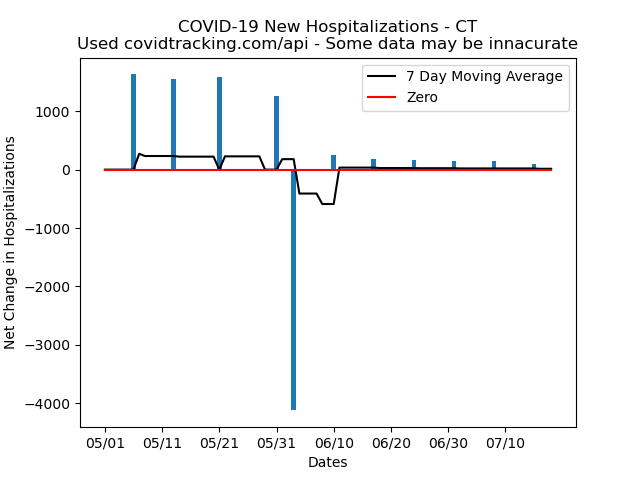 COVID-19 New Hospitalizations - CT
Used covidtracking.com/api - Some data may be innacurate
7 Day Moving Average
Zero
Net Change in Hospitalizations
1000
0
−1000
−2000
−3000
−4000
05/01 05/11 05/21 05/31 06/10 06/20 06/30 07/10
Dates